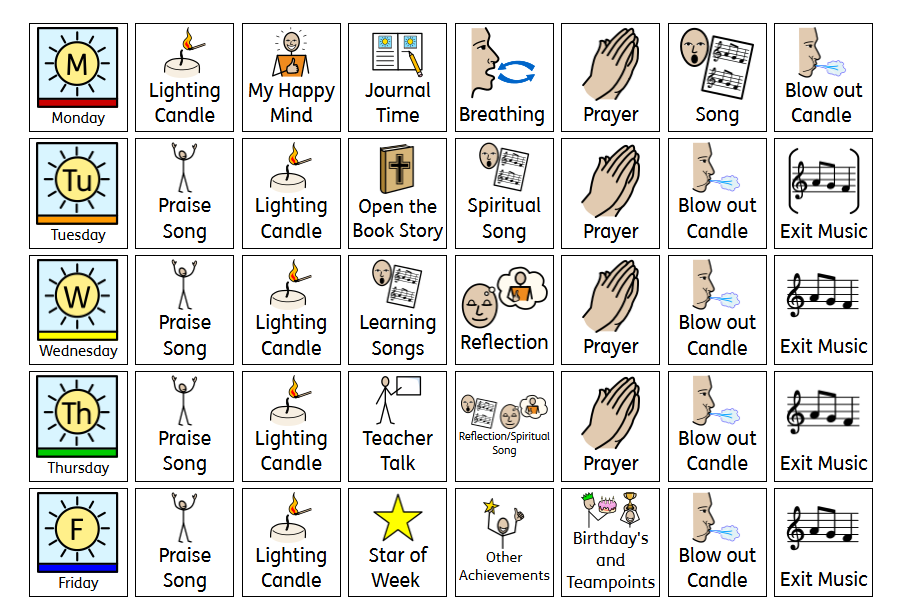 M
Monday
Lighting
Candle
My Happy
Mind
Journal
Time
Breathing
Prayer
Song
Blow out
Candle
Tu
Tuesday
Praise
Song
Lighting
Candle
Open the
Book Story
Spiritual
Song
Prayer
Blow out
Candle
Exit Music
W
Wednesday
Praise
Song
Lighting
Candle
Learning
Songs
Reflection
Prayer
Blow out
Candle
Exit Music
Th
Thursday
Praise
Song
Lighting
Candle
Teacher
Talk
Reflection/Spiritual
Song
Prayer
Blow out
Candle
Exit Music
F
Friday
Praise
Song
Lighting
Candle
Star of
Week
Other
Achievements
Birthday's
and
Teampoints
Blow out
Candle
Exit Music